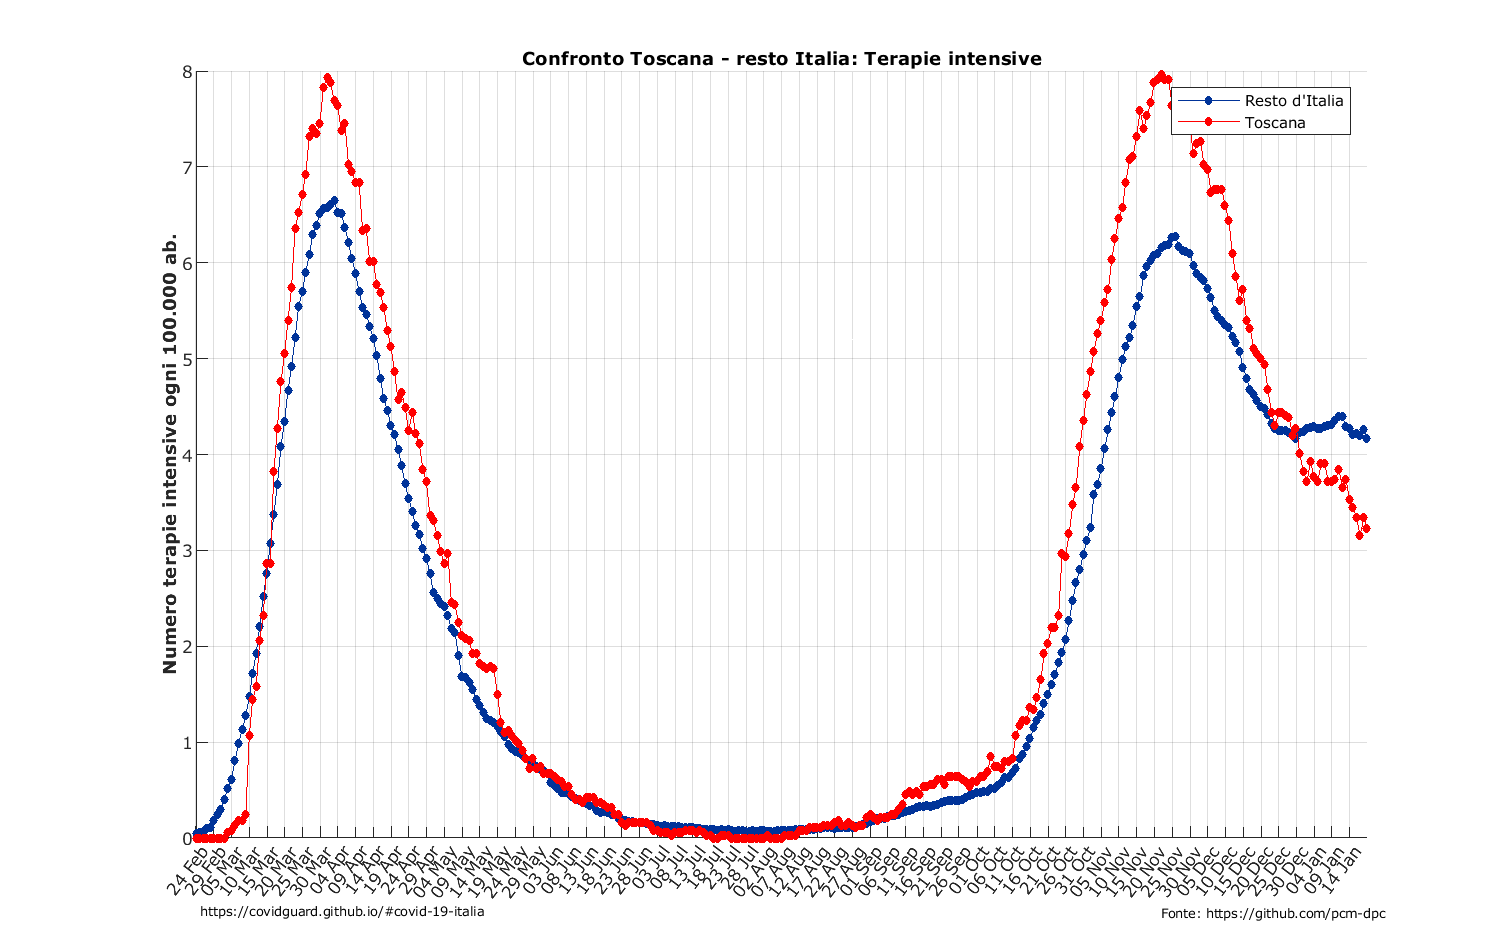 Confronto Toscana - resto Italia: Terapie intensive
Numero terapie intensive ogni 100.000 ab.
8
7
6
5
4
3
2
1
0
Resto d'Italia
Toscana
24 Feb
29 Feb
05 Mar
10 Mar
15 Mar
20 Mar
25 Mar
30 Mar
04 Apr
09 Apr
14 Apr
19 Apr
24 Apr
29 Apr
04 May
09 May
14 May
19 May
24 May
29 May
03 Jun
08 Jun
13 Jun
18 Jun
23 Jun
28 Jun
03 Jul
08 Jul
13 Jul
18 Jul
23 Jul
28 Jul
02 Aug
07 Aug
12 Aug
17 Aug
22 Aug
27 Aug
01 Sep
06 Sep
11 Sep
16 Sep
21 Sep
26 Sep
01 Oct
06 Oct
11 Oct
16 Oct
21 Oct
26 Oct
31 Oct
05 Nov
10 Nov
15 Nov
20 Nov
25 Nov
30 Nov
05 Dec
10 Dec
15 Dec
20 Dec
25 Dec
30 Dec
04 Jan
09 Jan
14 Jan
https://covidguard.github.io/#covid-19-italia
Fonte: https://github.com/pcm-dpc